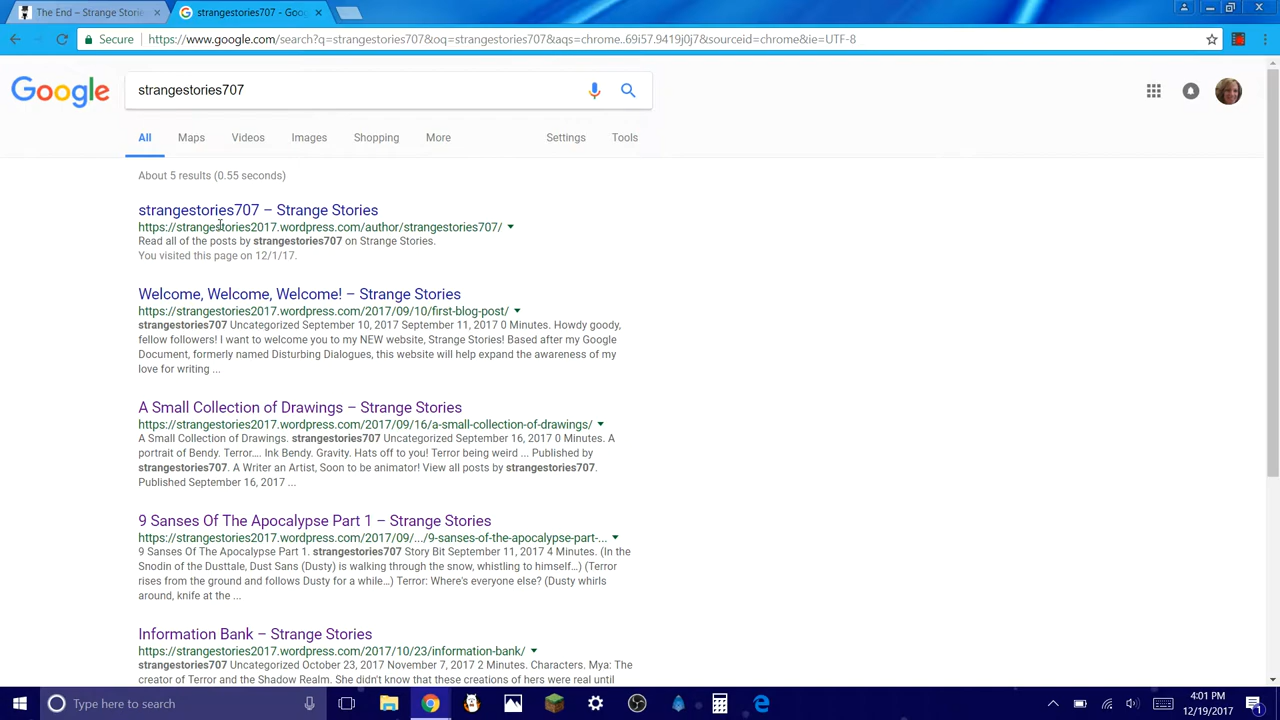 The End – Strange Storie
strangestories707 - Goo
Secure
https://www.google.com/search?q=strangestories707&oq=strangestories707&aqs=chrome..69i57.9419j0j7&sourceid=chrome&ie=UTF-8
Google
strangestories707
All Maps Videos Images Shopping More Settings Tools
About 5 results (0.55 seconds)
strangestories707 – Strange Stories
https://strangestories2017.wordpress.com/author/strangestories707/
Read all of the posts by strangestories707 on Strange Stories.
You visited this page on 12/1/17.
Welcome, Welcome, Welcome! – Strange Stories
https://strangestories2017.wordpress.com/2017/09/10/first-blog-post/
strangestories707 Uncategorized September 10, 2017 September 11, 2017 0 Minutes. Howdy goody,
fellow followers! I want to welcome you to my NEW website, Strange Stories! Based after my Google
Document, formerly named Disturbing Dialogues, this website will help expand the awareness of my
love for writing ...
A Small Collection of Drawings – Strange Stories
https://strangestories2017.wordpress.com/2017/09/16/a-small-collection-of-drawings/
A Small Collection of Drawings. strangestories707 Uncategorized September 16, 2017 0 Minutes. A
portrait of Bendy. Terror.... Ink Bendy. Gravity. Hats off to you! Terror being weird ... Published by
strangestories707. A Writer an Artist, Soon to be animator! View all posts by strangestories707.
Published September 16, 2017 ...
9 Sanses Of The Apocalypse Part 1 – Strange Stories
https://strangestories2017.wordpress.com/2017/09/.../9-sanses-of-the-apocalypse-part-...
9 Sanses Of The Apocalypse Part 1. strangestories707 Story Bit September 11, 2017 4 Minutes. (In the
Snodin of the Dusttale, Dust Sans (Dusty) is walking through the snow, whistling to himself...) (Terror
rises from the ground and follows Dusty for a while...) Terror: Where's everyone else? (Dusty whirls
around, knife at the ...
Information Bank – Strange Stories
https://strangestories2017.wordpress.com/2017/10/23/information-bank/
strangestories707 Uncategorized October 23, 2017 November 7, 2017 2 Minutes. Characters. Mya: The
creator of Terror and the Shadow Realm. She didn't know that these creations of hers were real until
Type here to search
4:01 PM
12/19/2017
1